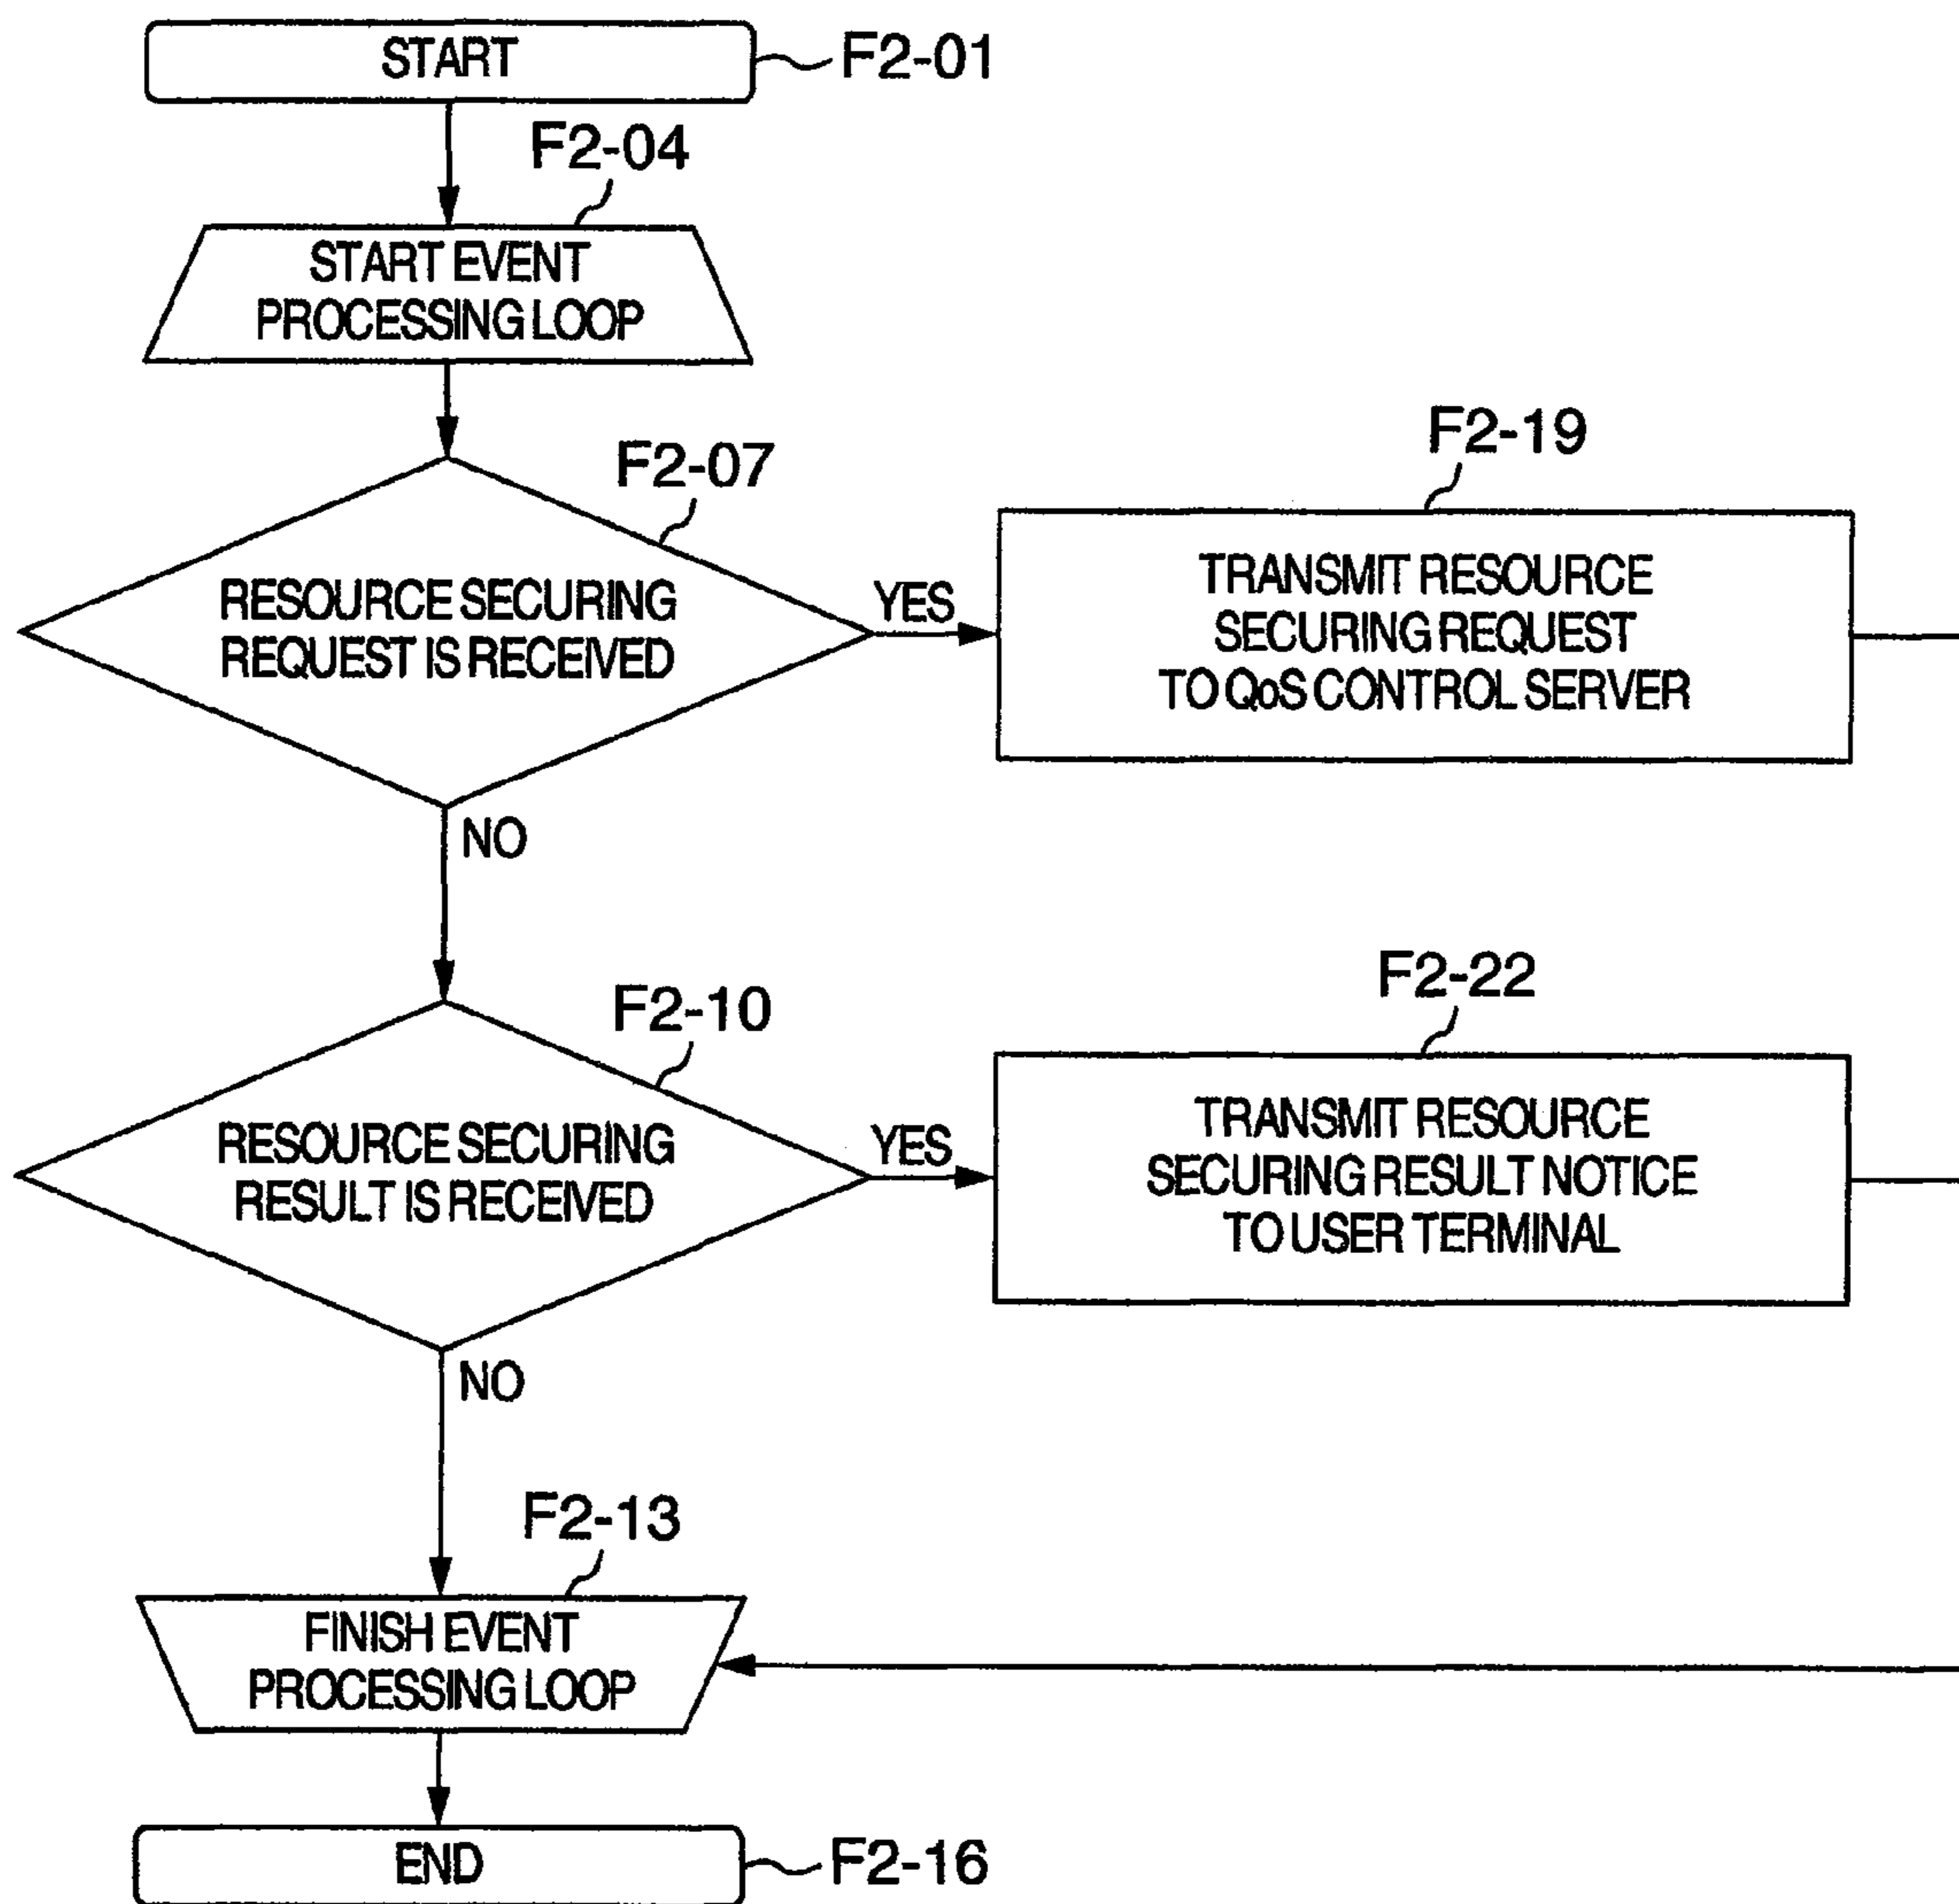 START
F2-01
F2-04
START EVENT
PROCESSING LOOP
F2-07
RESOURCE SECURING
REQUEST IS RECEIVED
YES
F2-19
TRANSMIT RESOURCE
SECURING REQUEST
TO QoS CONTROL SERVER
NO
F2-10
RESOURCE SECURING
RESULT IS RECEIVED
YES
F2-22
TRANSMIT RESOURCE
SECURING RESULT NOTICE
TO USER TERMINAL
NO
F2-13
FINISH EVENT
PROCESSING LOOP
END
F2-16